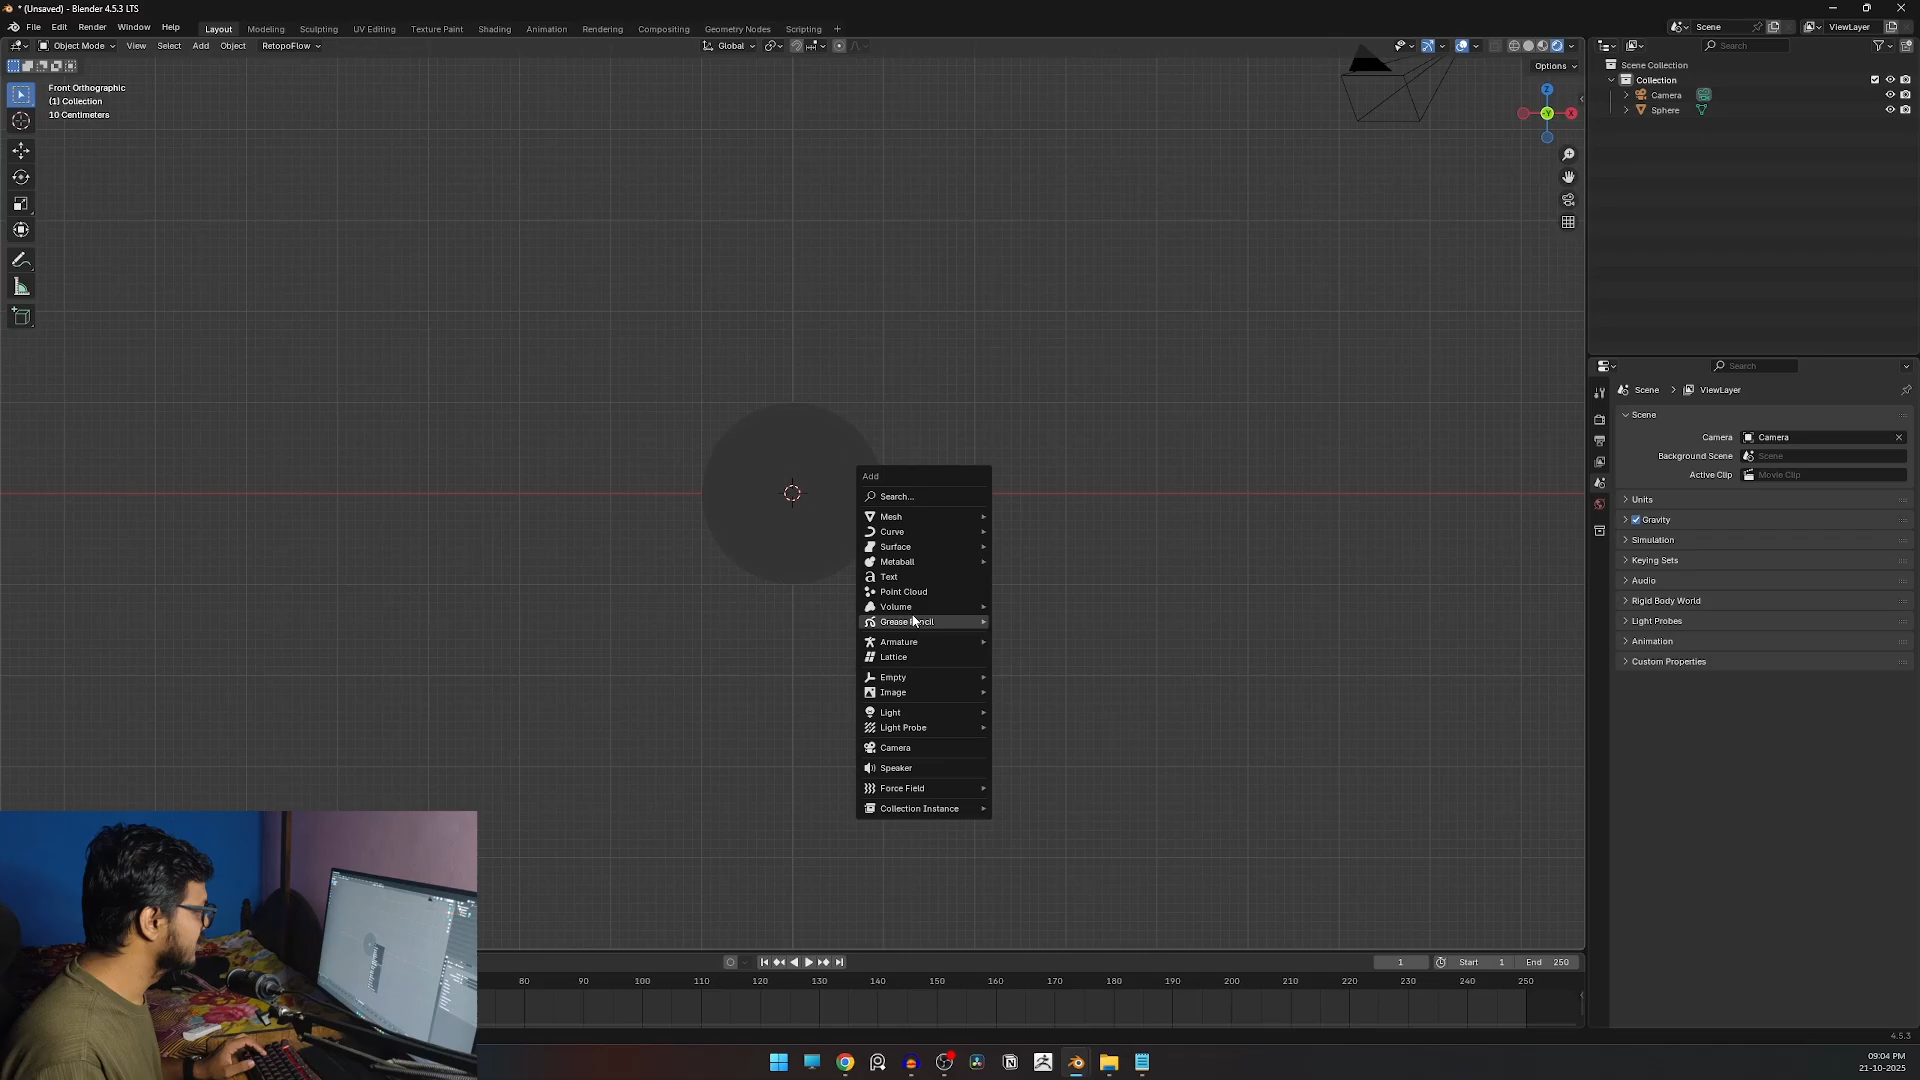 * (Unsaved) - Blender 4.5.3 LTS
File Edit Render Window Help Layout Modeling Sculpting UV Editing Texture Paint Shading Animation Rendering Compositing Geometry Nodes Scripting + Scene ViewLayer
Object Mode View Select Add Object RetopoFlow Global Search
Options
Front Orthographic
(1) Collection
10 Centimeters
Z
-Y
X
Scene Collection
Collection
Camera
Sphere
Search
Scene > ViewLayer
Scene
Camera Camera
Background Scene Scene
Active Clip Movie Clip
Units
Gravity
Simulation
Keying Sets
Audio
Rigid Body World
Light Probes
Animation
Custom Properties
Add
Search...
Mesh
Curve
Surface
Metaball
Text
Point Cloud
Volume
Grease Pencil
Armature
Lattice
Empty
Image
Light
Light Probe
Camera
Speaker
Force Field
Collection Instance
1 Start 1 End 250
80 90 100 110 120 130 140 150 160 170 180 190 200 210 220 230 240 250
4.5.3
09:04 PM
21-10-2025